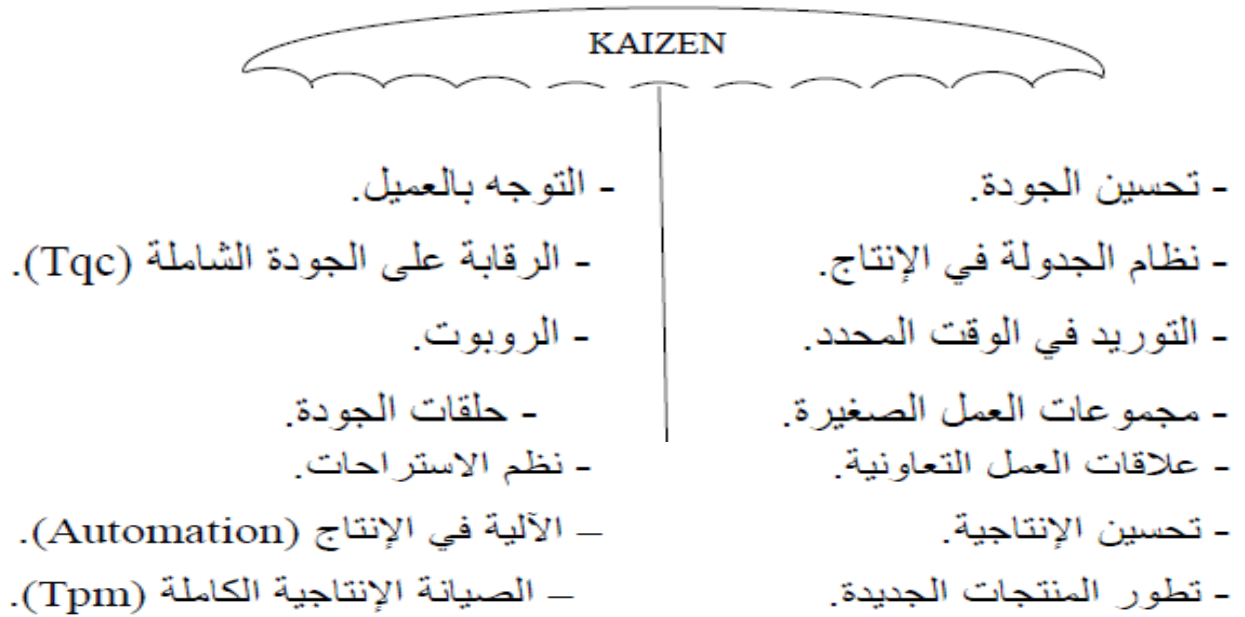 KAIZEN
- تحسين الجودة.
- نظام الجدولة في الإنتاج.
- التوريد في الوقت المحدد.
- مجموعات العمل الصغيرة.
- علاقات العمل التعاونية.
- تحسين الإنتاجية.
- تطور المنتجات الجديدة.
- التوجه بالعميل.
- الرقابة على الجودة الشاملة (Tqc).
- الروبوت.
- حلقات الجودة.
- نظم الاستراحات.
– الآلية في الإنتاج (Automation).
– الصيانة الإنتاجية الكاملة (Tpm).